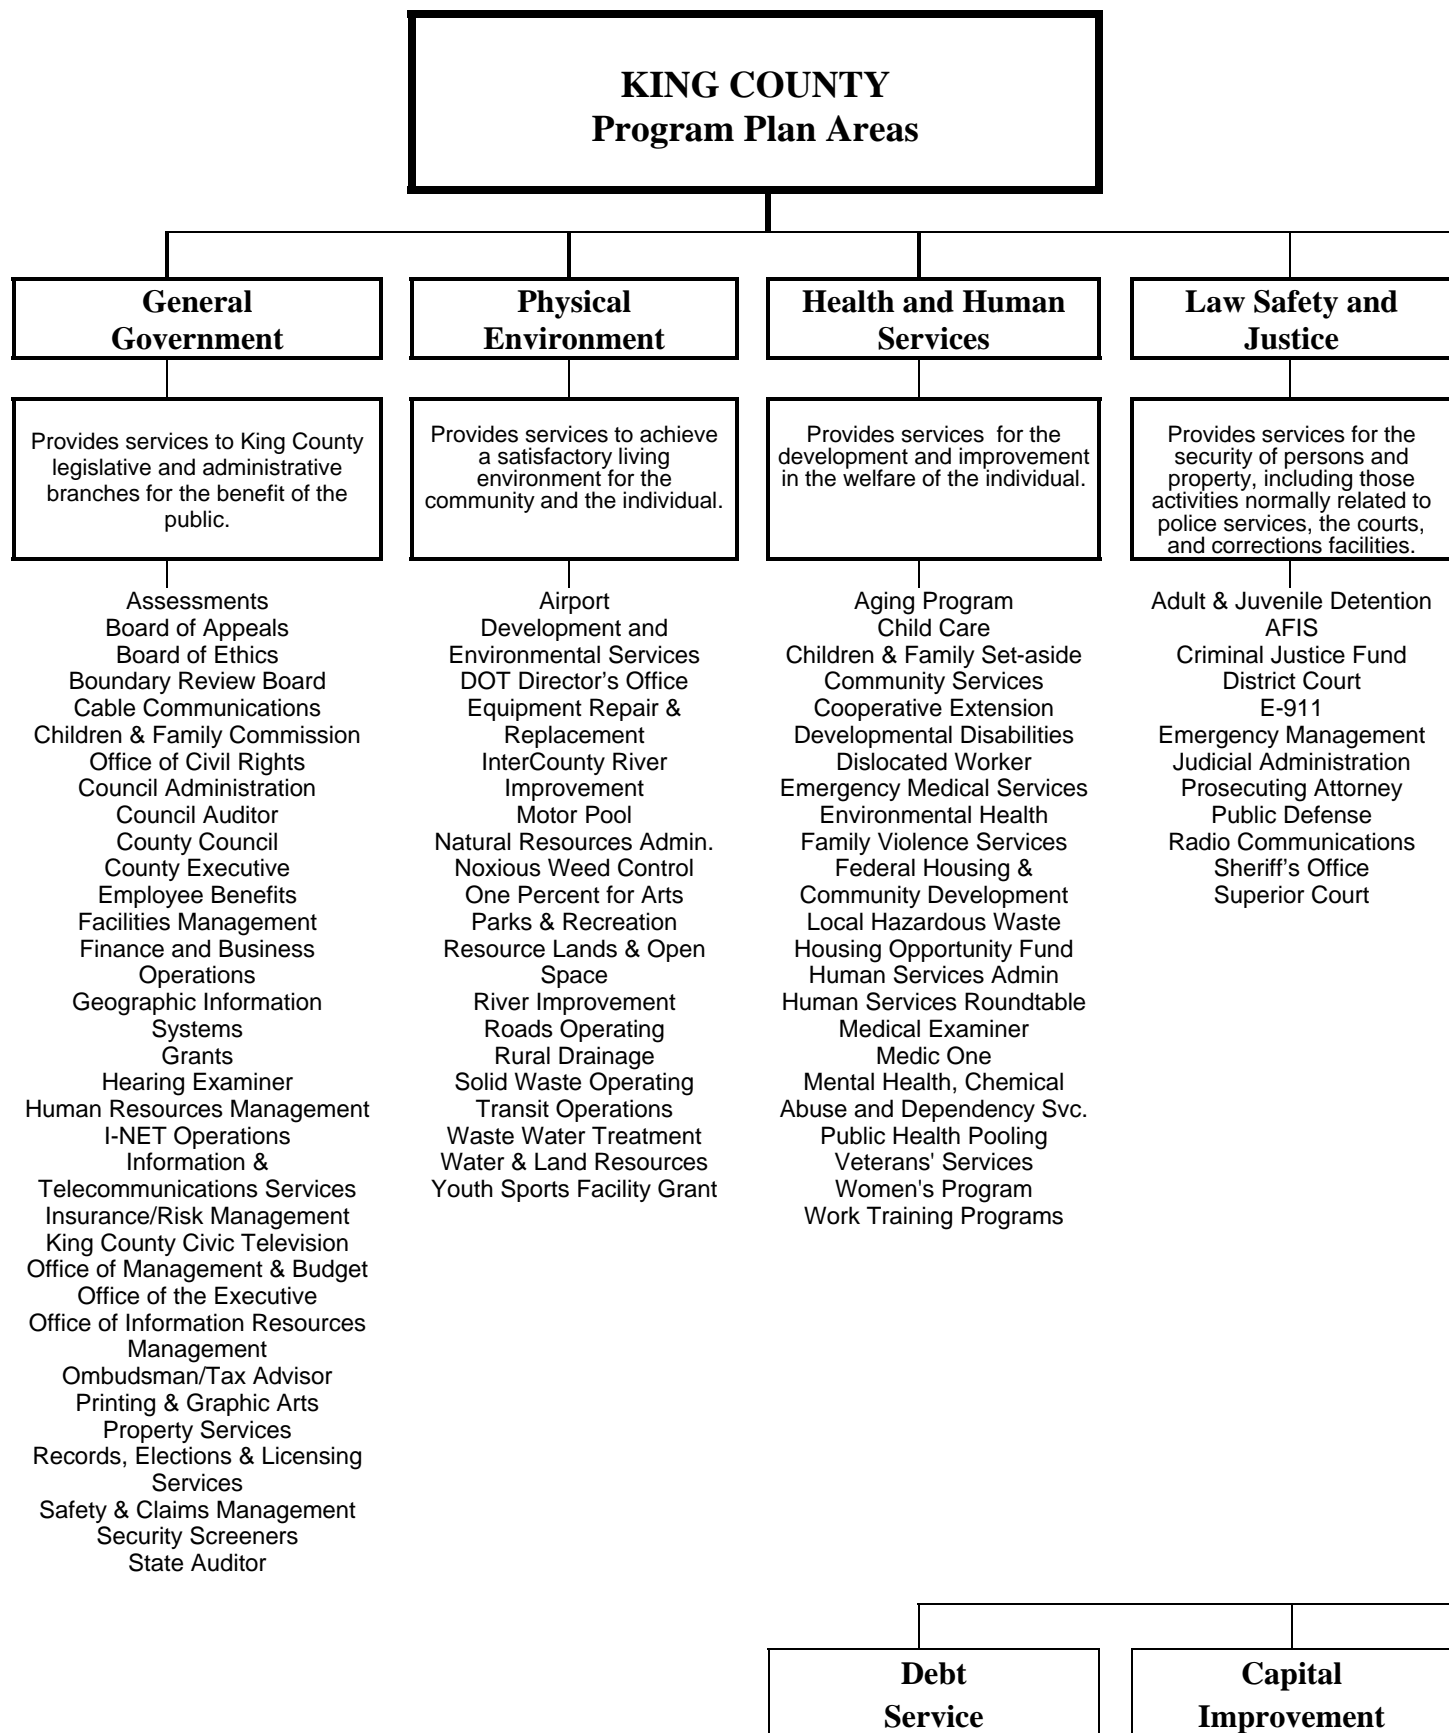 KING COUNTY
Program Plan Areas
General
Government
Provides services to King County
legislative and administrative
branches for the benefit of the
public.
Assessments
Board of Appeals
Board of Ethics
Boundary Review Board
Cable Communications
Children & Family Commission
Office of Civil Rights
Council Administration
Council Auditor
County Council
County Executive
Employee Benefits
Facilities Management
Finance and Business
Operations
Geographic Information
Systems
Grants
Hearing Examiner
Human Resources Management
I-NET Operations
Information &
Telecommunications Services
Insurance/Risk Management
King County Civic Television
Office of Management & Budget
Office of the Executive
Office of Information Resources
Management
Ombudsman/Tax Advisor
Printing & Graphic Arts
Property Services
Records, Elections & Licensing
Services
Safety & Claims Management
Security Screeners
State Auditor
Physical
Environment
Provides services to achieve
a satisfactory living
environment for the
community and the individual.
Airport
Development and
Environmental Services
DOT Director's Office
Equipment Repair &
Replacement
InterCounty River
Improvement
Motor Pool
Natural Resources Admin.
Noxious Weed Control
One Percent for Arts
Parks & Recreation
Resource Lands & Open
Space
River Improvement
Roads Operating
Rural Drainage
Solid Waste Operating
Transit Operations
Waste Water Treatment
Water & Land Resources
Youth Sports Facility Grant
Health and Human
Services
Provides services  for the
development and improvement
in the welfare of the individual.
Aging Program
Child Care
Children & Family Set-aside
Community Services
Cooperative Extension
Developmental Disabilities
Dislocated Worker
Emergency Medical Services
Environmental Health
Family Violence Services
Federal Housing &
Community Development
Local Hazardous Waste
Housing Opportunity Fund
Human Services Admin
Human Services Roundtable
Medical Examiner
Medic One
Mental Health, Chemical
Abuse and Dependency Svc.
Public Health Pooling
Veterans' Services
Women's Program
Work Training Programs
Law Safety and
Justice
Provides services for the
security of persons and
property, including those
activities normally related to
police services, the courts,
and corrections facilities.
Adult & Juvenile Detention
AFIS
Criminal Justice Fund
District Court
E-911
Emergency Management
Judicial Administration
Prosecuting Attorney
Public Defense
Radio Communications
Sheriff's Office
Superior Court
Debt
Service
Capital
Improvement